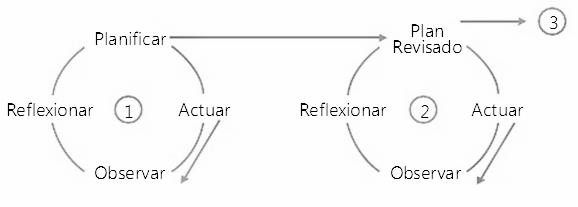 Planificar
Reflexionar
1
Actuar
Observar
Plan
Revisado
Reflexionar
2
Actuar
Observar
3